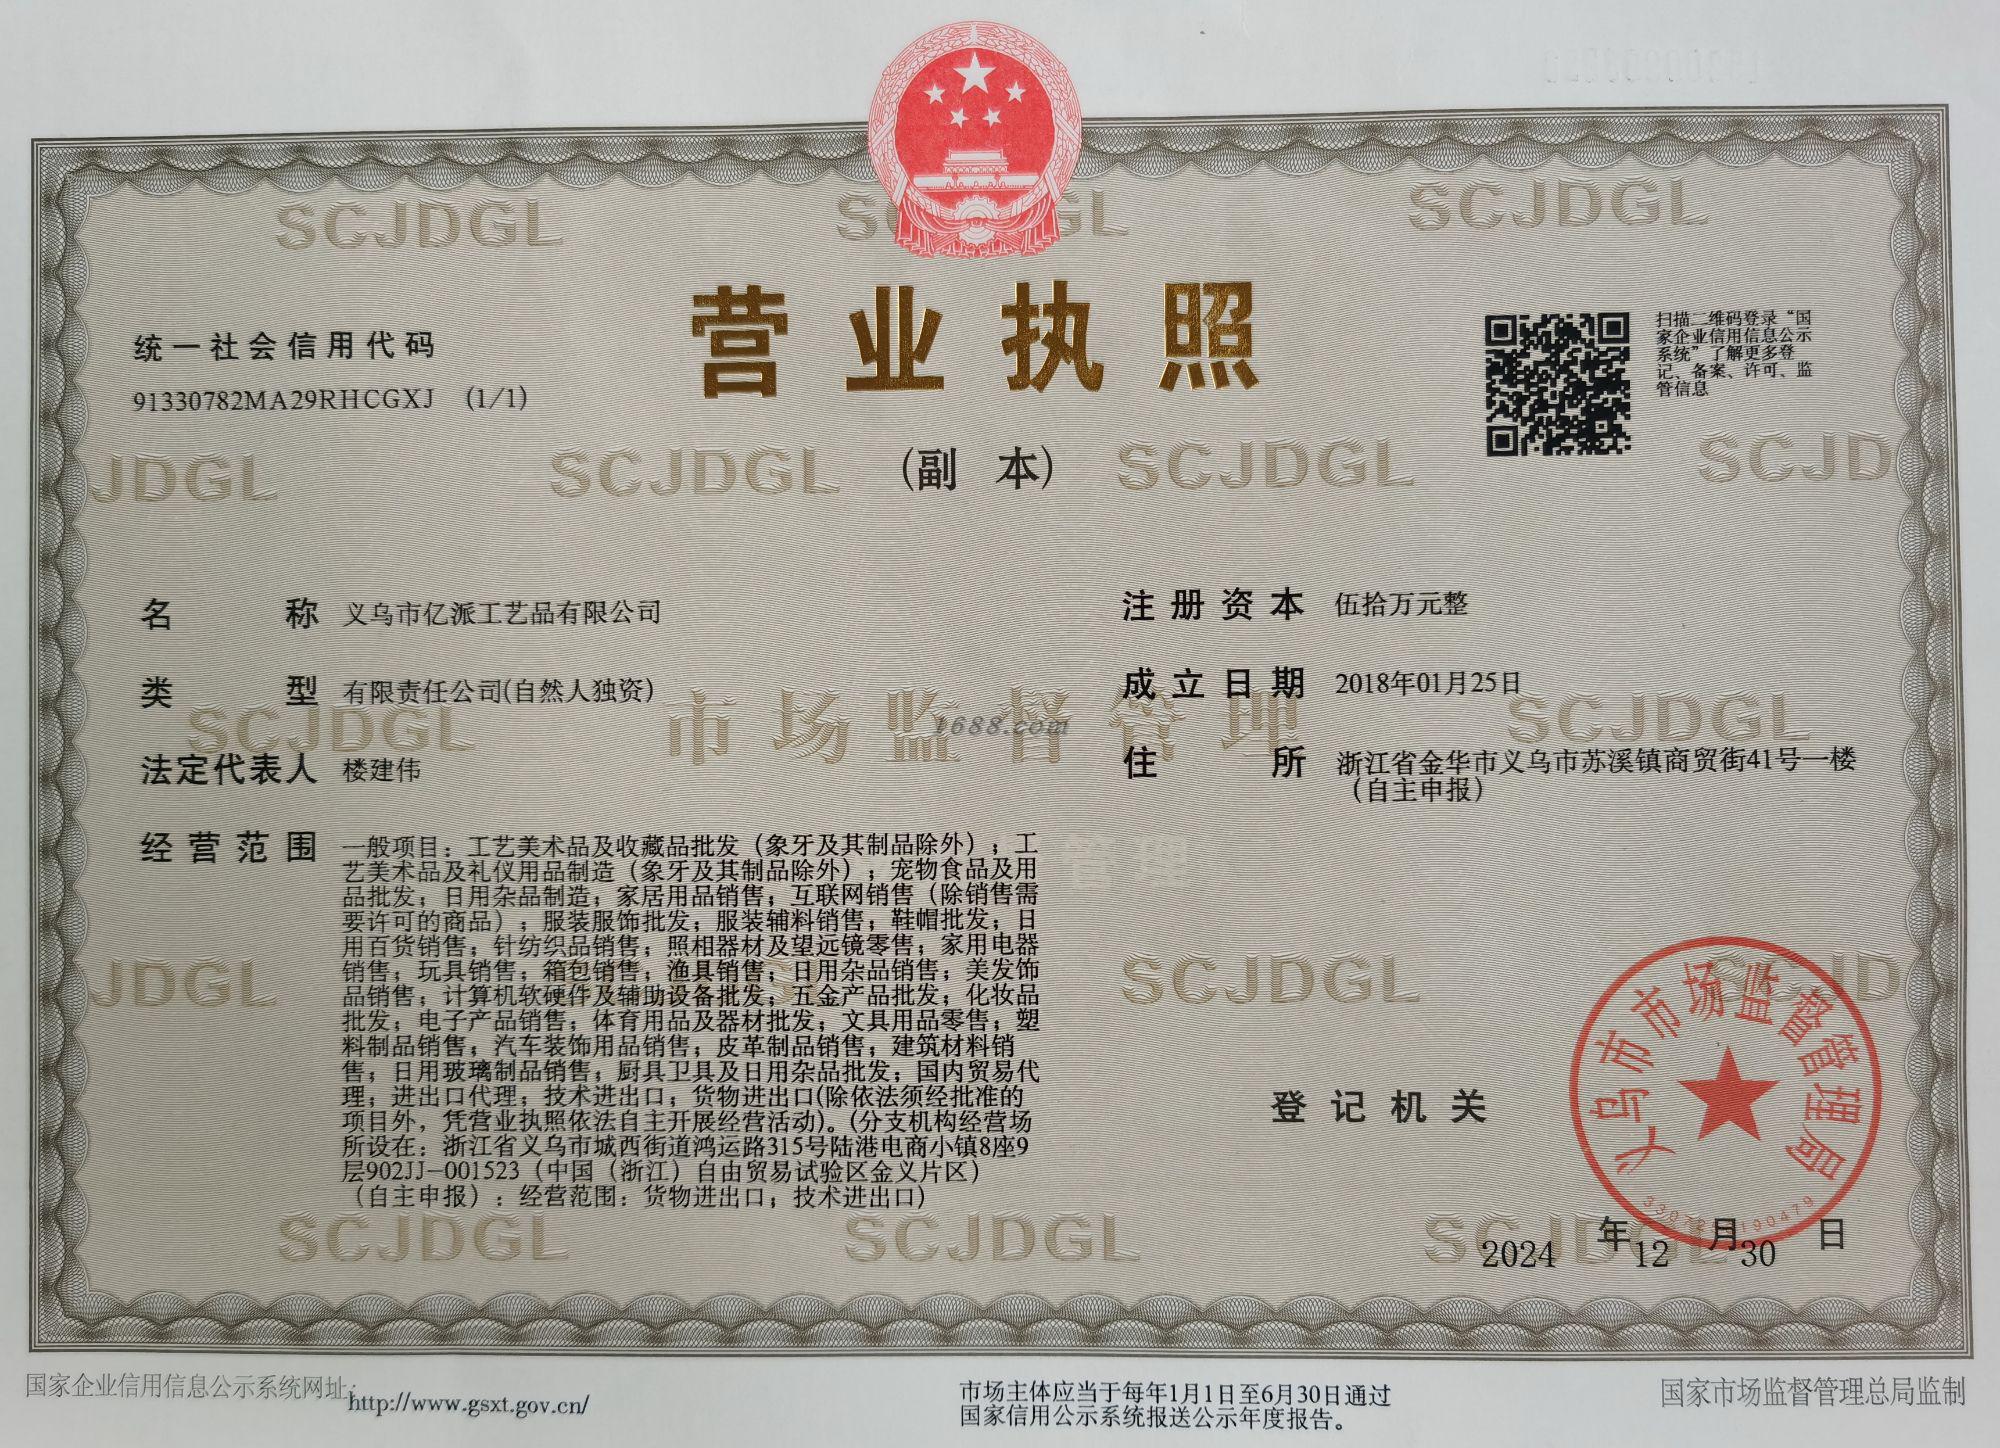 营业执照
(副 本)
统一社会信用代码
91330782MA29RHCGXJ (1/1)
扫描二维码登录“国
家企业信用信息公示
系统”了解更多登
记、备案、许可、监
管信息
名 称 义乌市亿派工艺品有限公司
类 型 有限责任公司(自然人独资)
法定代表人 楼建伟
经营范围 一般项目：工艺美术品及收藏品批发（象牙及其制品除外）；工
艺美术品及礼仪用品制造（象牙及其制品除外）；宠物食品及用
品批发；日用杂品制造；家居用品销售；互联网销售（除销售需
要许可的商品）；服装服饰批发；服装辅料销售；鞋帽批发；日
用百货销售；针纺织品销售；照相器材及望远镜零售；家用电器
销售；玩具销售；箱包销售；渔具销售；日用杂品销售；美发饰
品销售；计算机软硬件及辅助设备批发；五金产品批发；化妆品
批发；电子产品销售；体育用品及器材批发；文具用品零售；塑
料制品销售；汽车装饰用品销售；皮革制品销售；建筑材料销
售；日用玻璃制品销售；厨具卫具及日用杂品批发；国内贸易代
理；进出口代理；技术进出口；货物进出口(除依法须经批准的
项目外，凭营业执照依法自主开展经营活动)。(分支机构经营场
所设在：浙江省义乌市城西街道鸿运路315号陆港电商小镇8座9
层902JJ-001523（中国（浙江）自由贸易试验区金义片区）
（自主申报）：经营范围：货物进出口；技术进出口）
注册资本 伍拾万元整
成立日期 2018年01月25日
住 所 浙江省金华市义乌市苏溪镇商贸街41号一楼
（自主申报）
登记机关
义乌市市场监督管理局
2024 年 12 月 30 日
SCJDGL
市场监督管理
1688.com
国家企业信用信息公示系统网址：http://www.gsxt.gov.cn/
市场主体应当于每年1月1日至6月30日通过
国家信用公示系统报送公示年度报告。
国家市场监督管理总局监制